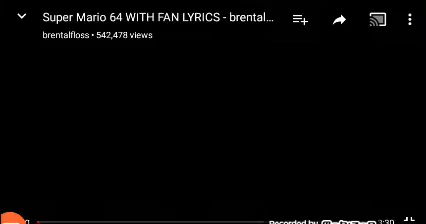 Super Mario 64 WITH FAN LYRICS - brental...
brentalfloss • 542,478 views
Recorded by
3:30